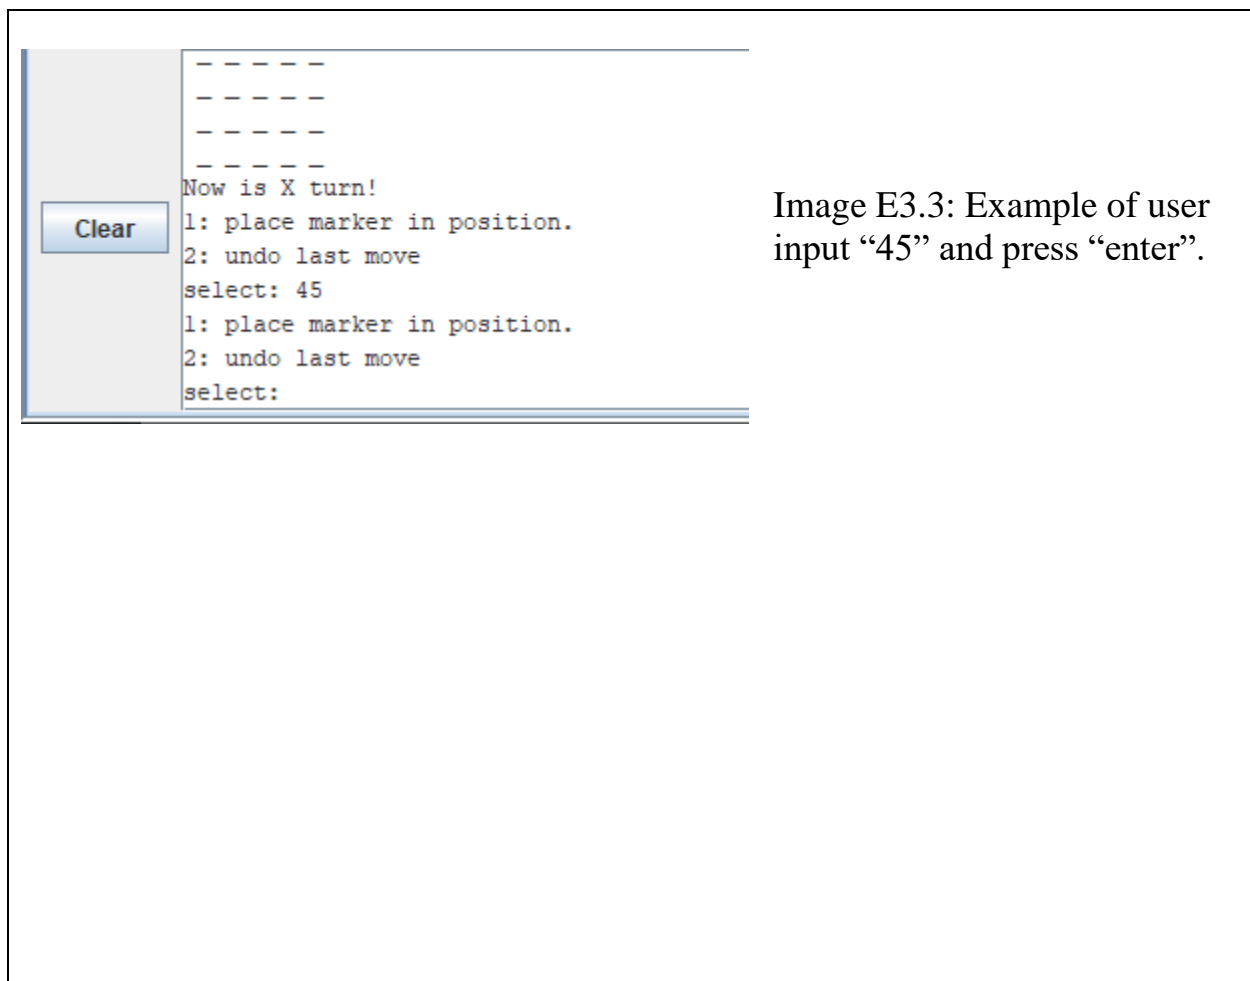 _ _ _ _ _
_ _ _ _ _
_ _ _ _ _
_ _ _ _ _
Now is X turn!
1: place marker in position.
2: undo last move
select: 45
1: place marker in position.
2: undo last move
select:
Clear
Image E3.3: Example of user
input “45” and press “enter”.